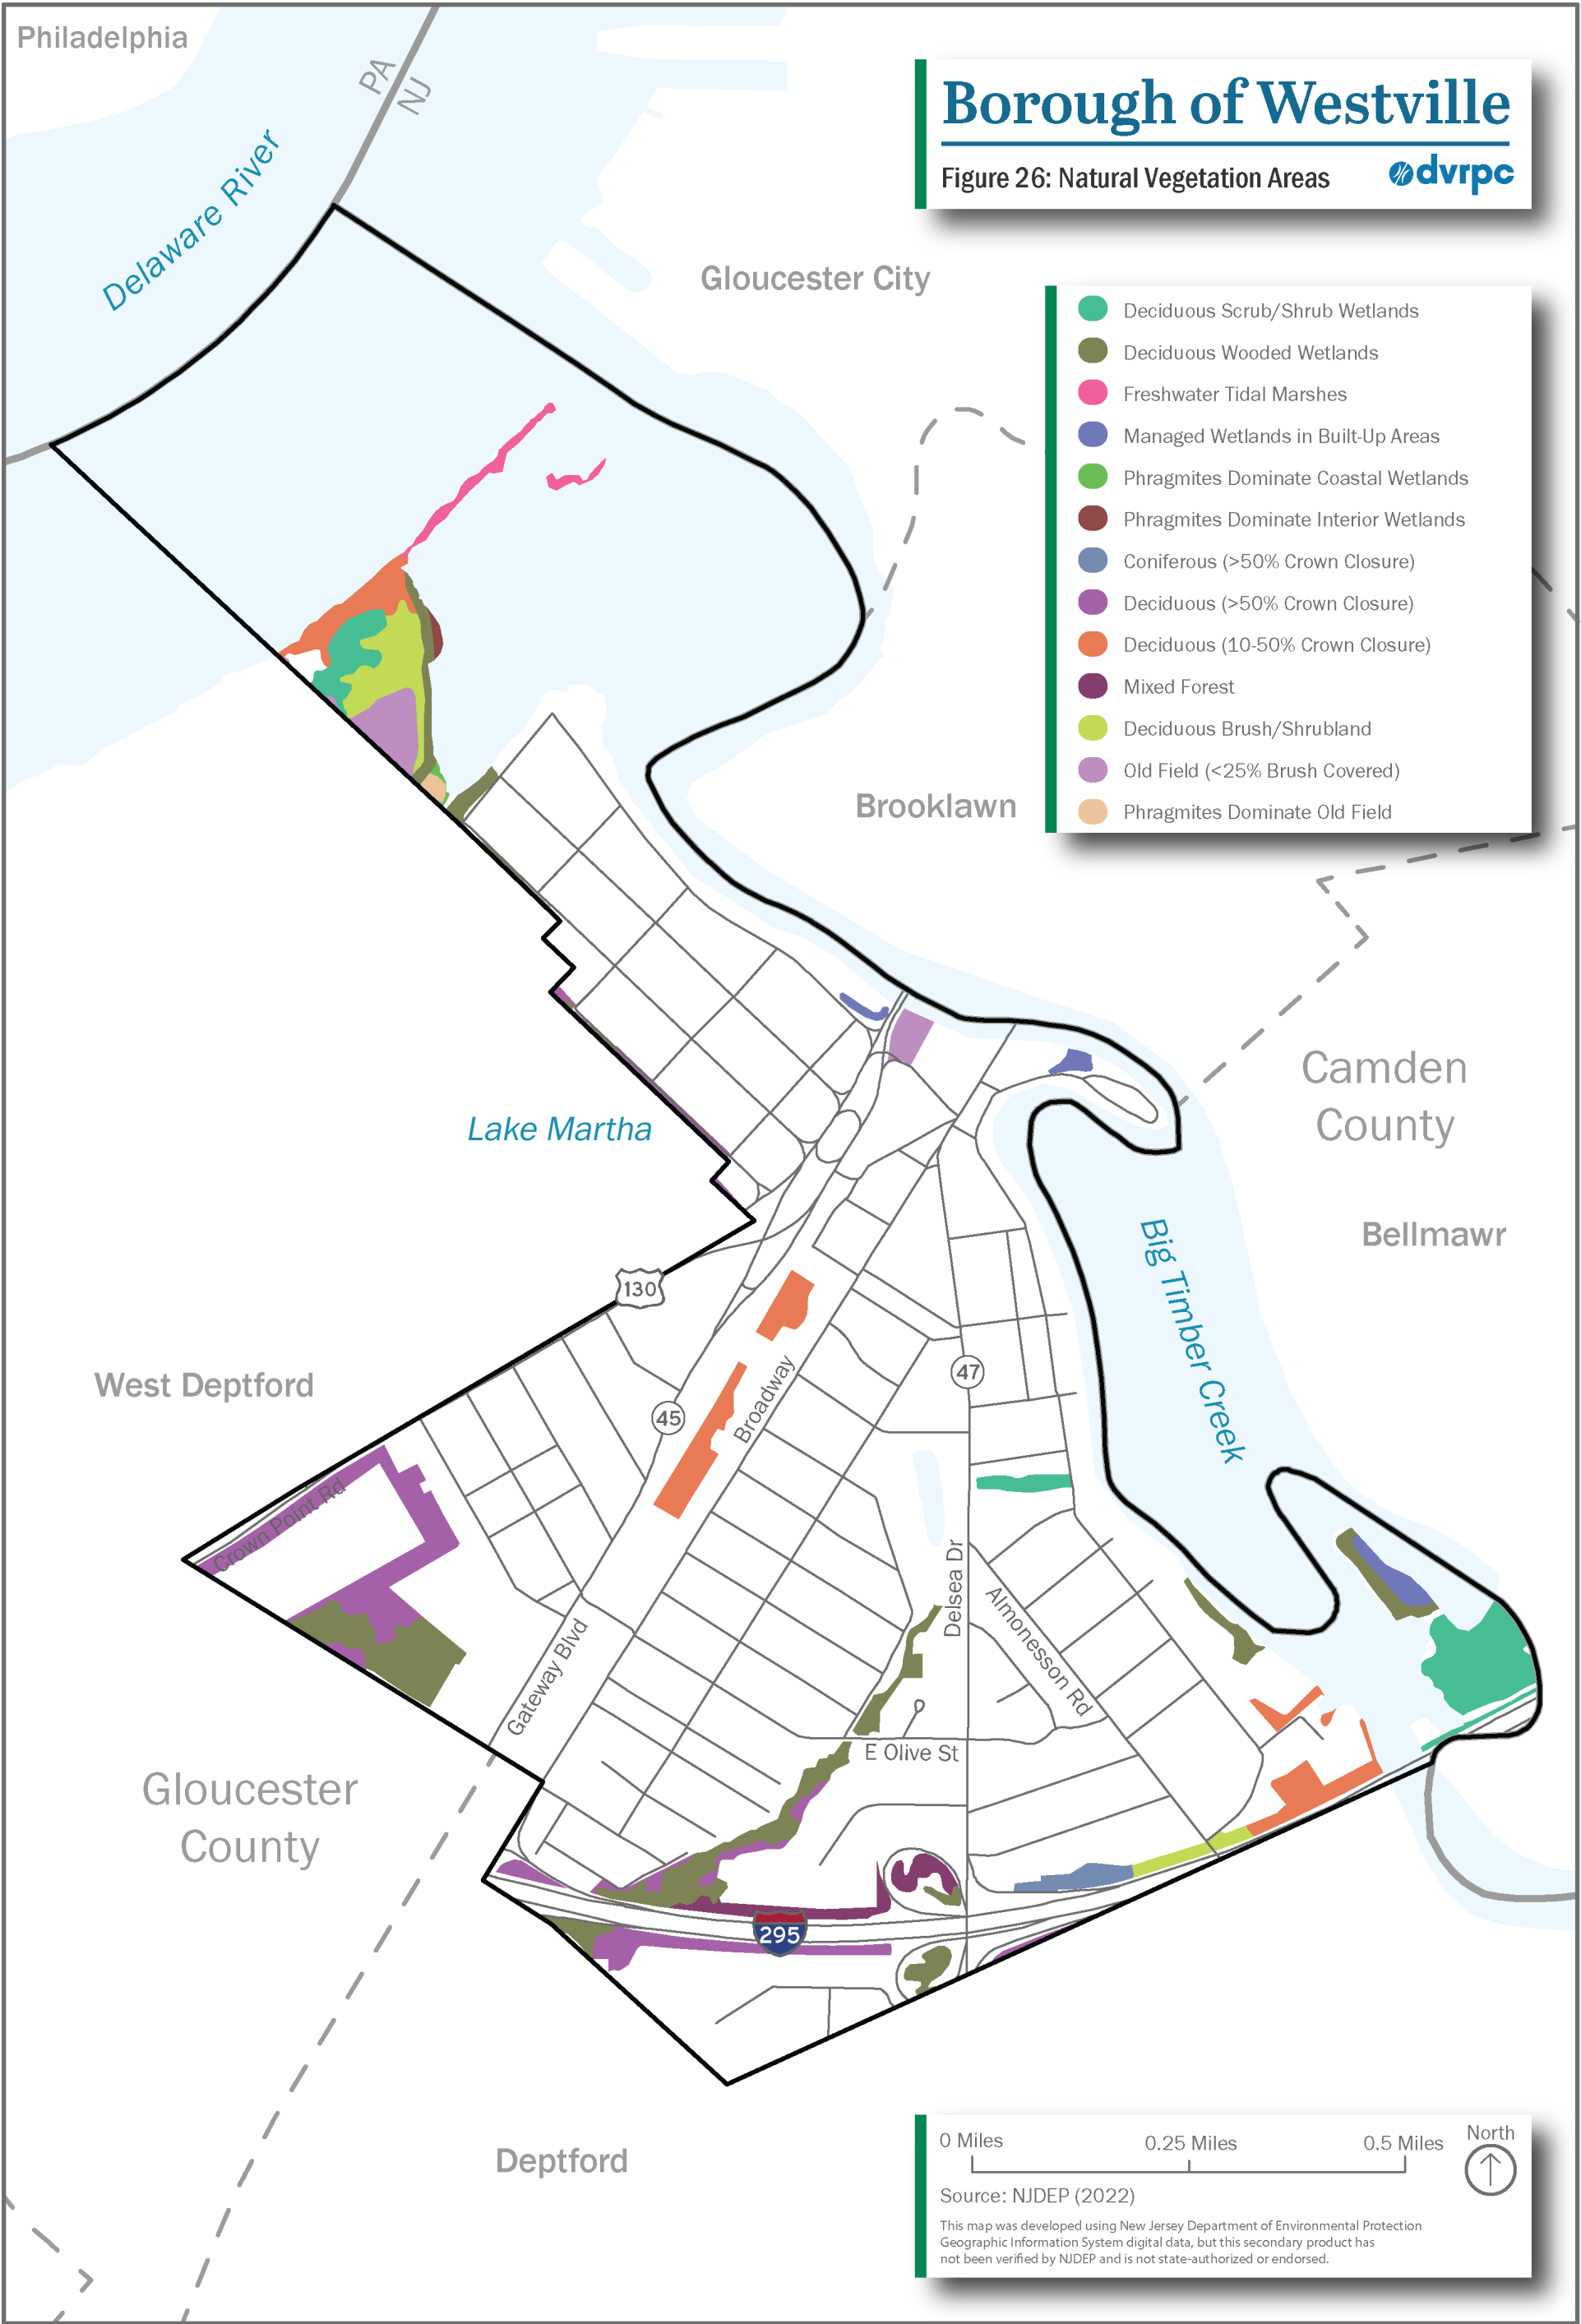 Philadelphia
PA
NJ
Borough of Westville
Figure 26: Natural Vegetation Areas
dvrpc
Delaware River
Gloucester City
Deciduous Scrub/Shrub Wetlands
Deciduous Wooded Wetlands
Freshwater Tidal Marshes
Managed Wetlands in Built-Up Areas
Phragmites Dominate Coastal Wetlands
Phragmites Dominate Interior Wetlands
Coniferous (>50% Crown Closure)
Deciduous (>50% Crown Closure)
Deciduous (10-50% Crown Closure)
Mixed Forest
Deciduous Brush/Shrubland
Old Field (<25% Brush Covered)
Phragmites Dominate Old Field
Brooklawn
Camden
County
Lake Martha
Bellmawr
130
Big Timber Creek
West Deptford
47
45
Broadway
Crown Point Rd
Delsea Dr
Almonesson Rd
Gateway Blvd
E Olive St
Gloucester
County
295
Deptford
0 Miles
0.25 Miles
0.5 Miles
North
Source: NJDEP (2022)
This map was developed using New Jersey Department of Environmental Protection
Geographic Information System digital data, but this secondary product has
not been verified by NJDEP and is not state-authorized or endorsed.